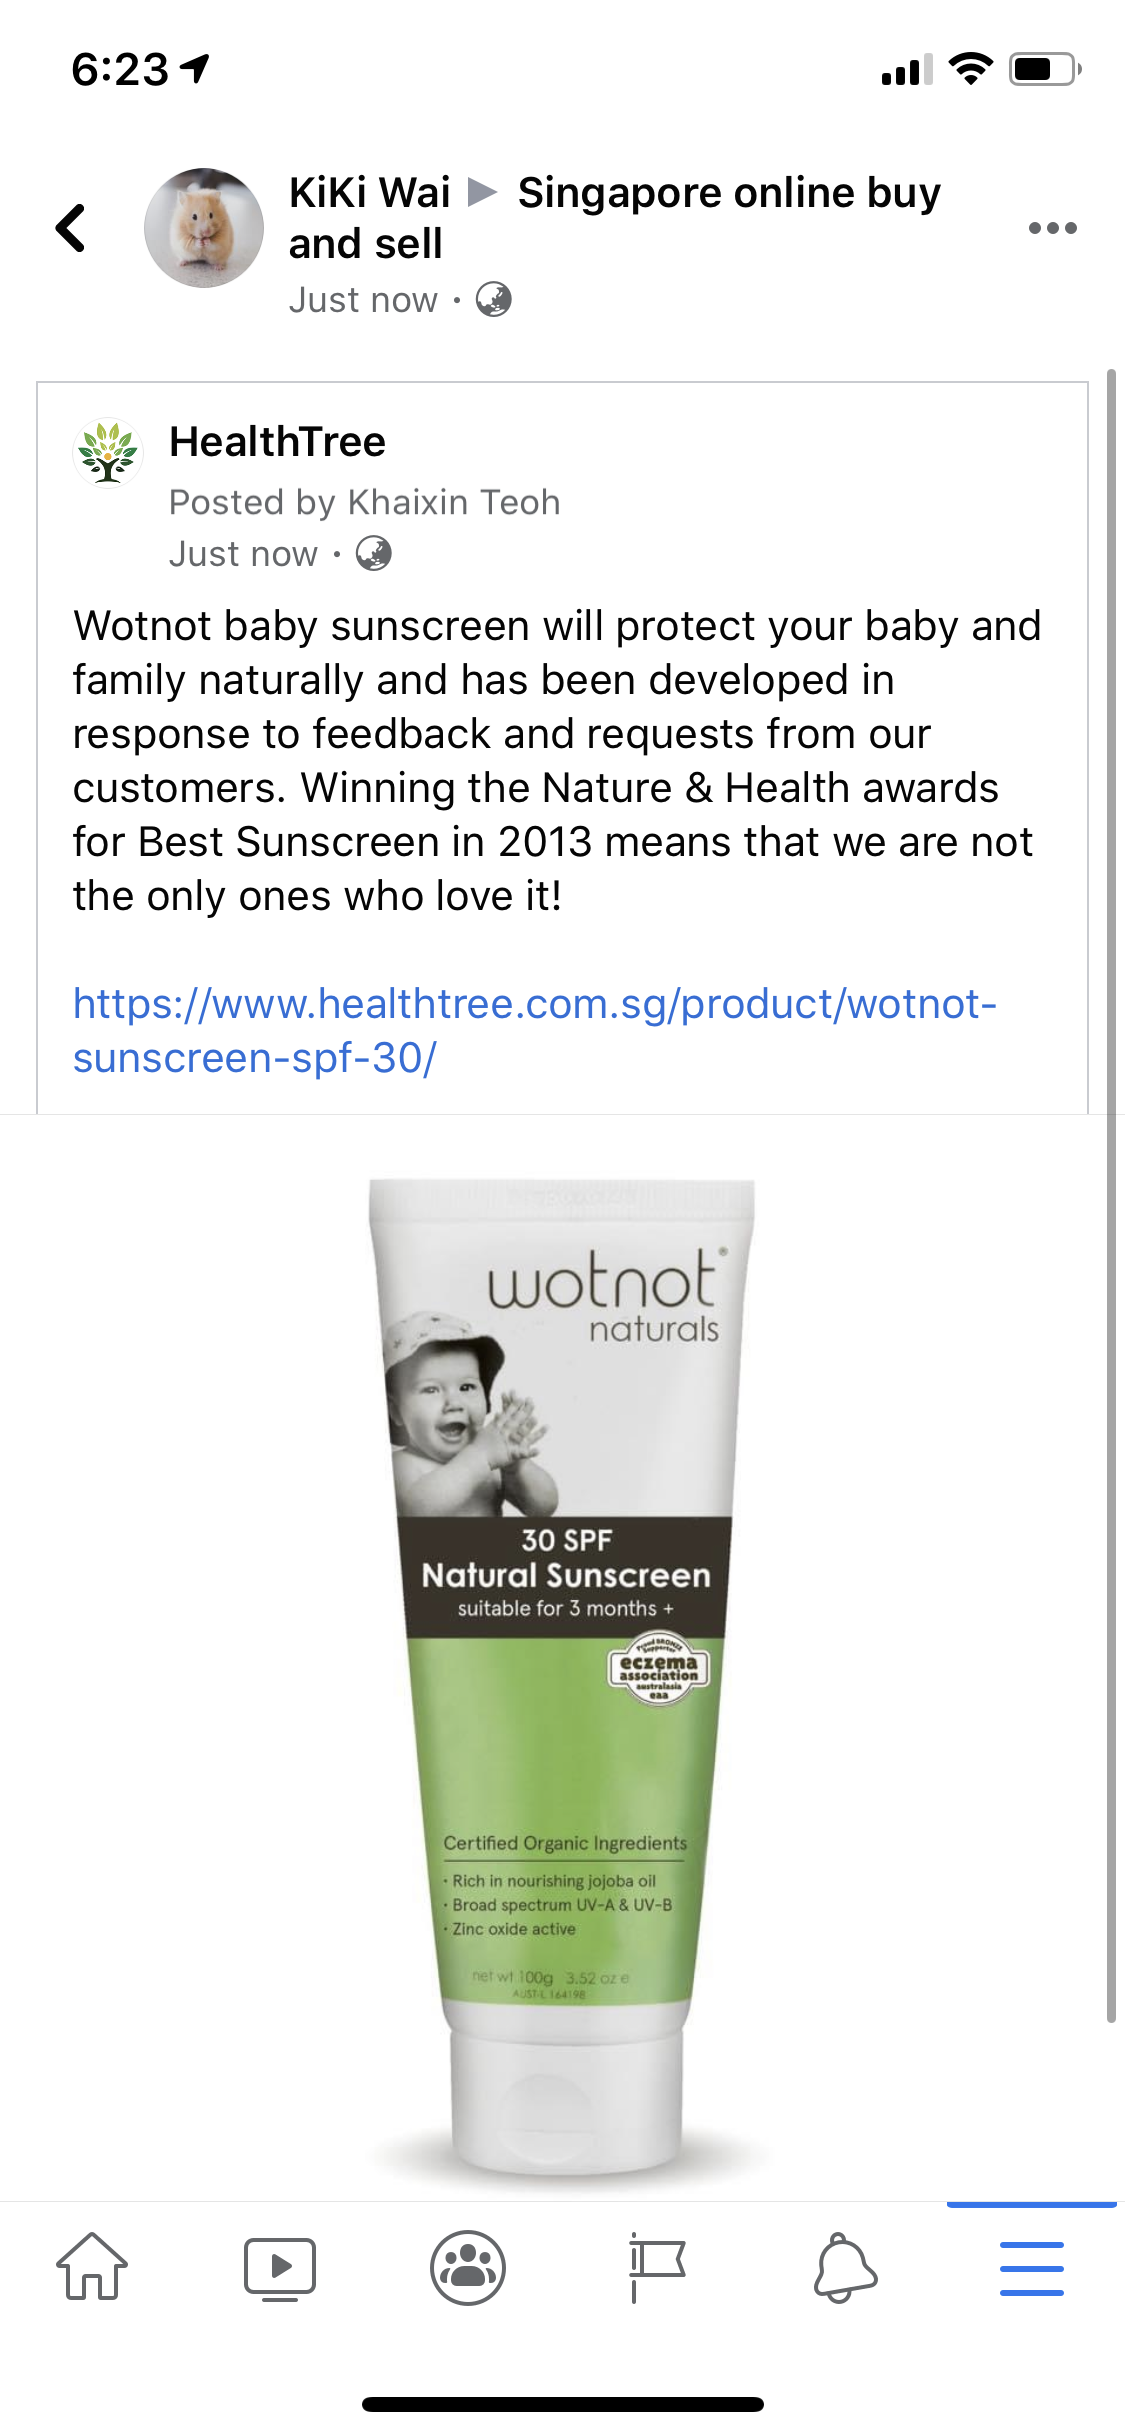 6:23
KiKi Wai ▶ Singapore online buy
and sell
Just now ·
HealthTree
Posted by Khaixin Teoh
Just now ·
Wotnot baby sunscreen will protect your baby and
family naturally and has been developed in
response to feedback and requests from our
customers. Winning the Nature & Health awards
for Best Sunscreen in 2013 means that we are not
the only ones who love it!
https://www.healthtree.com.sg/product/wotnot-
sunscreen-spf-30/
wotnot®
naturals
30 SPF
Natural Sunscreen
suitable for 3 months +
Proud BRONZE
Supporter
eczema
association
australasia
eaa
Certified Organic Ingredients
· Rich in nourishing jojoba oil
· Broad spectrum UV-A & UV-B
· Zinc oxide active
net wt 100g 3.52 oz e
AUST L 164198